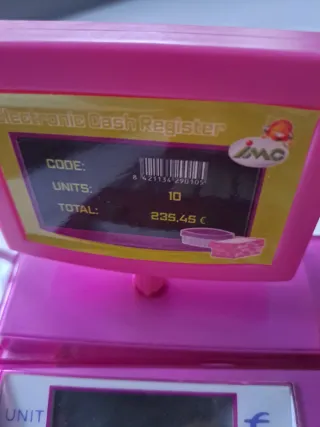 Electronic Cash Register
IMC
CODE:
8 421134 290105
UNITS: 10
TOTAL: 235,45 €
UNIT
€